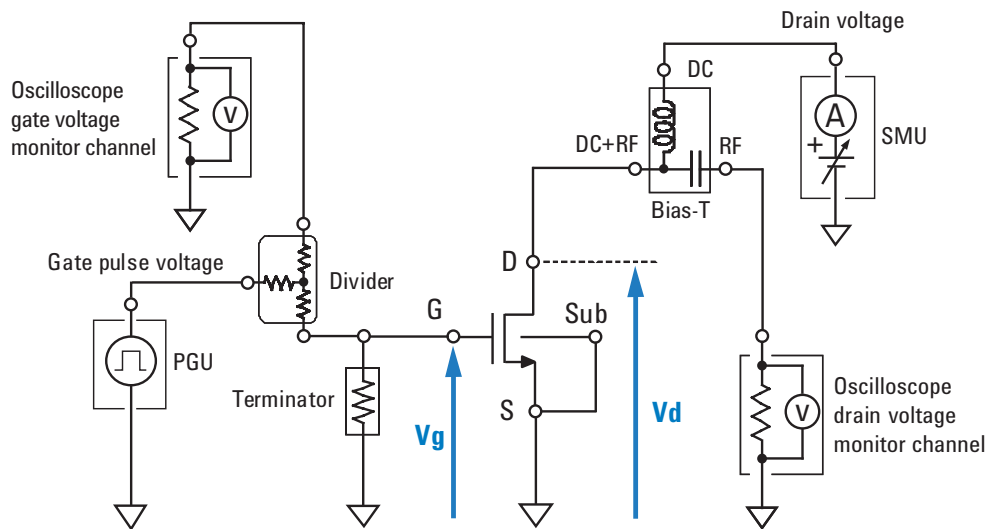 Drain voltage
Oscilloscope
gate voltage
monitor channel
V
DC
A
+
SMU
DC+RF
RF
Bias-T
Gate pulse voltage
Divider
D
G
Sub
PGU
Terminator
S
Vg
Vd
V
Oscilloscope
drain voltage
monitor channel